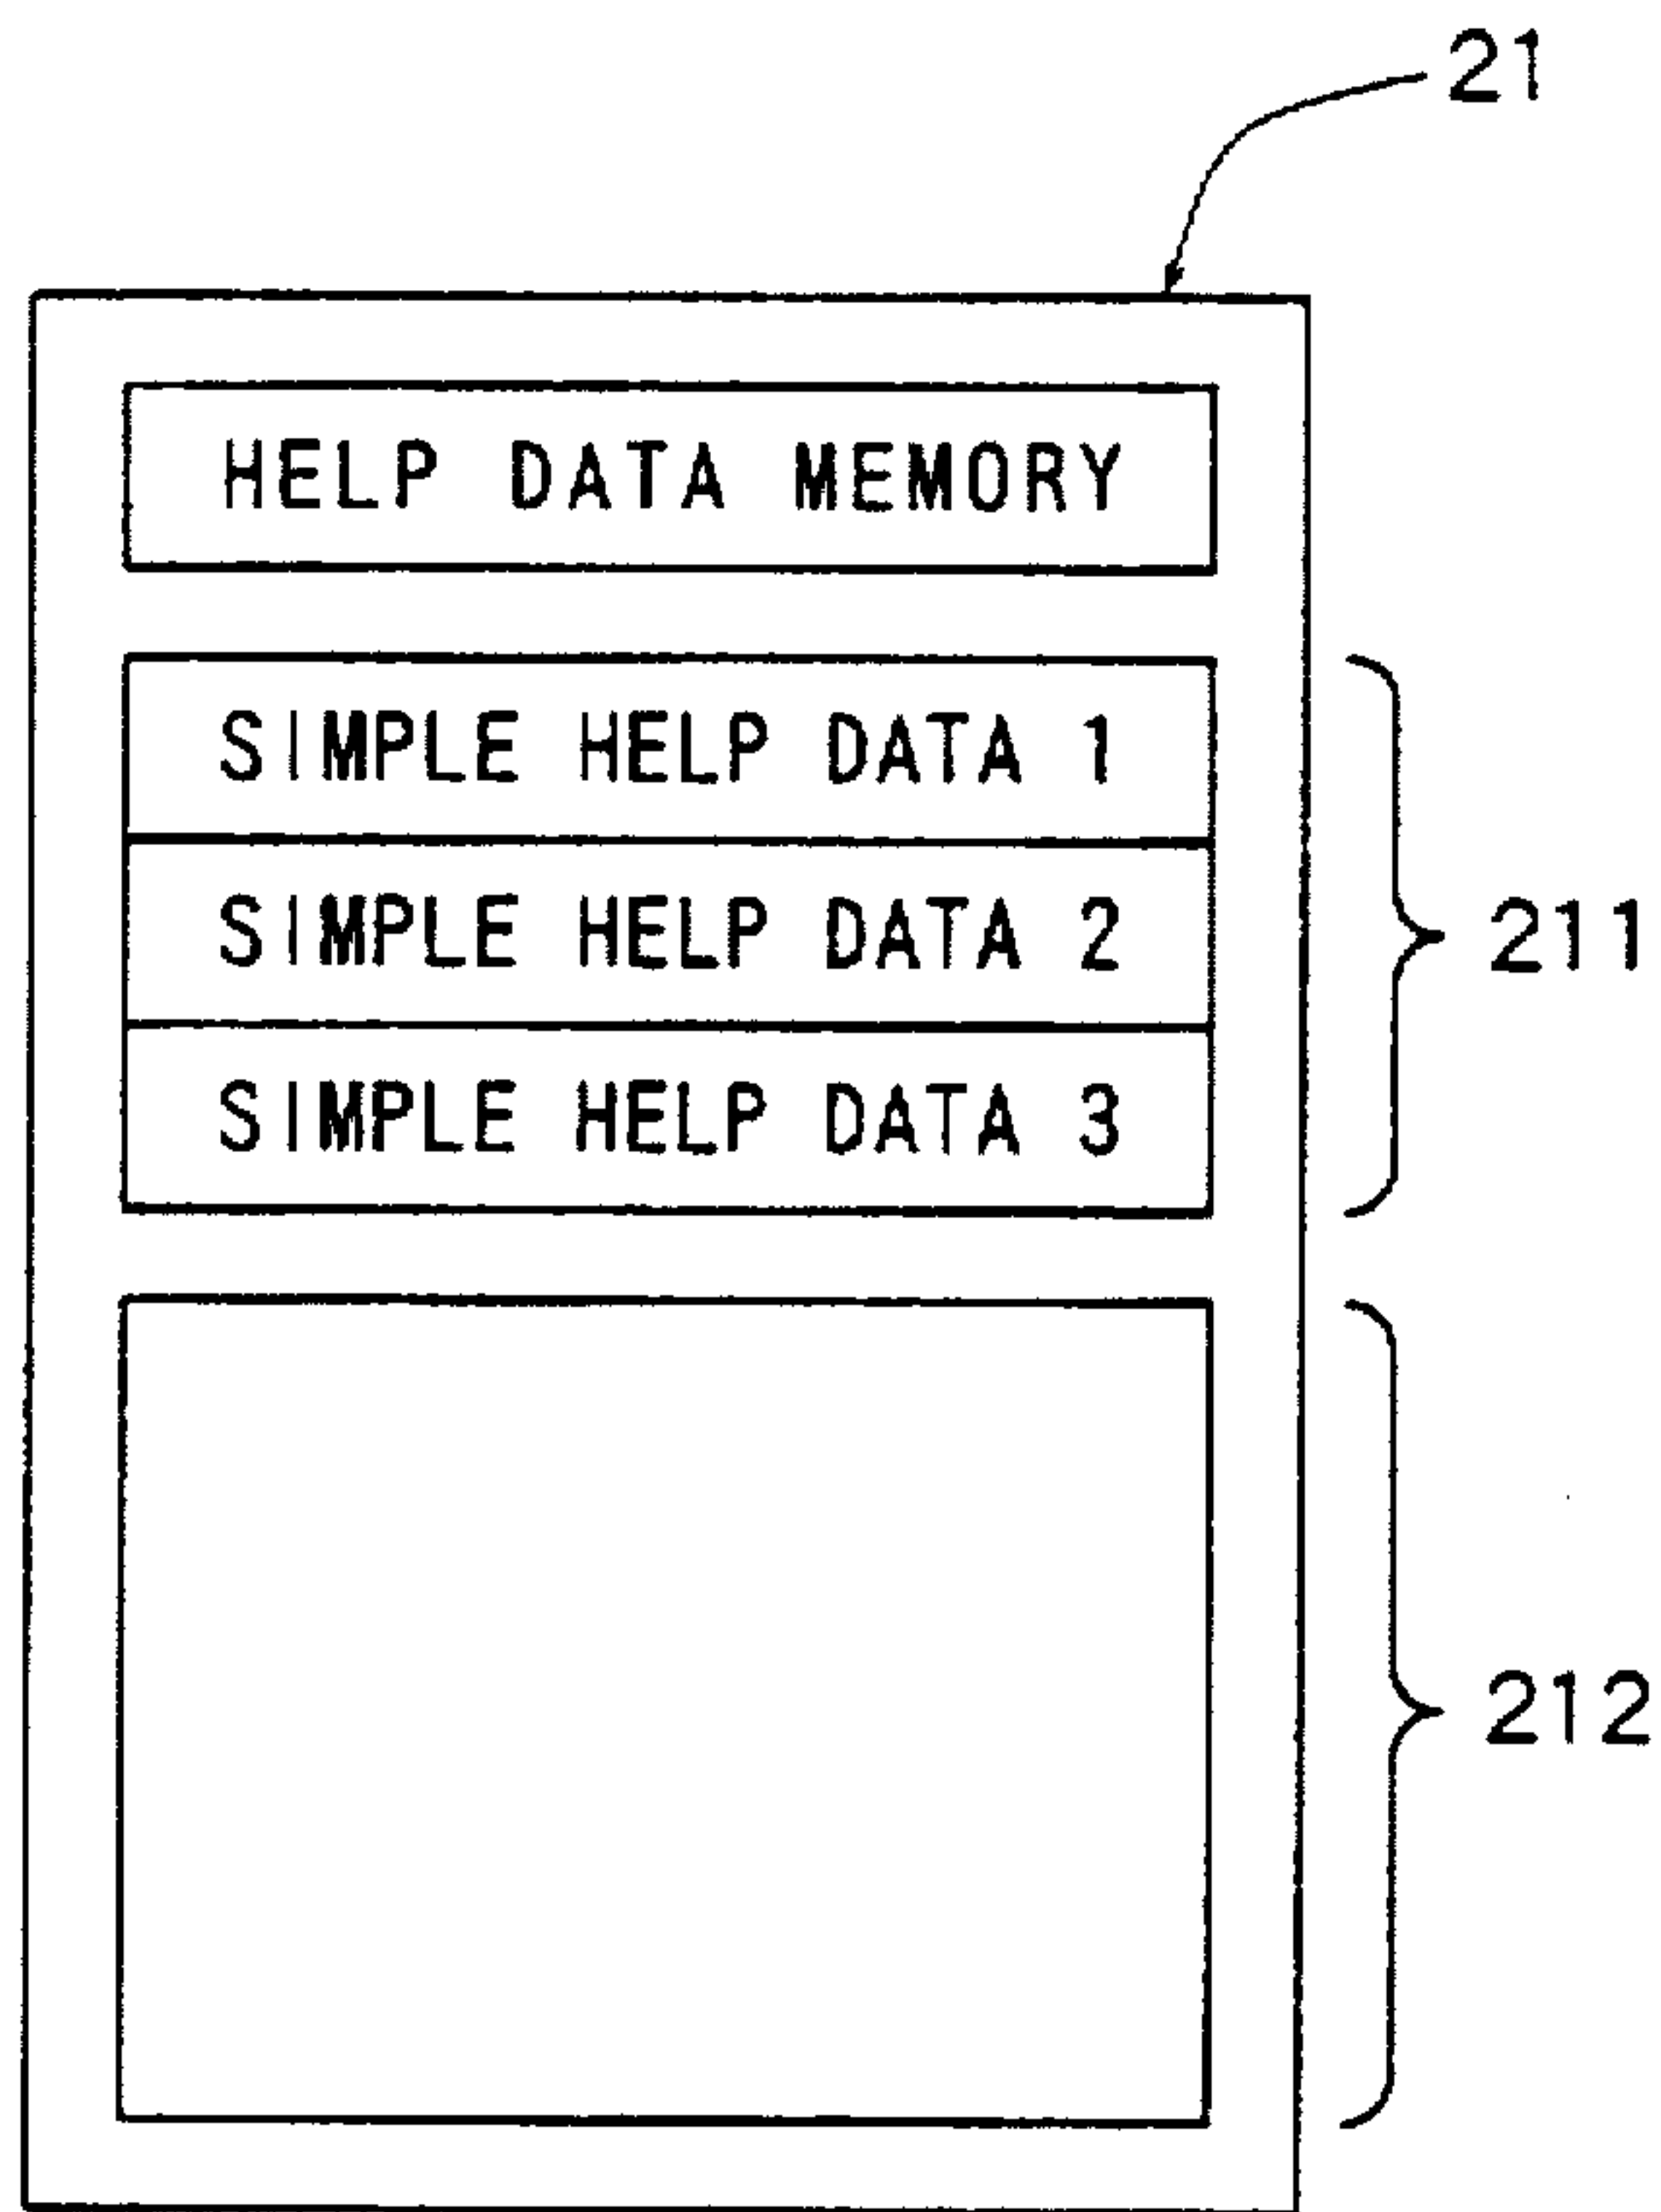 21
HELP DATA MEMORY
SIMPLE HELP DATA 1
SIMPLE HELP DATA 2
SIMPLE HELP DATA 3
211
212